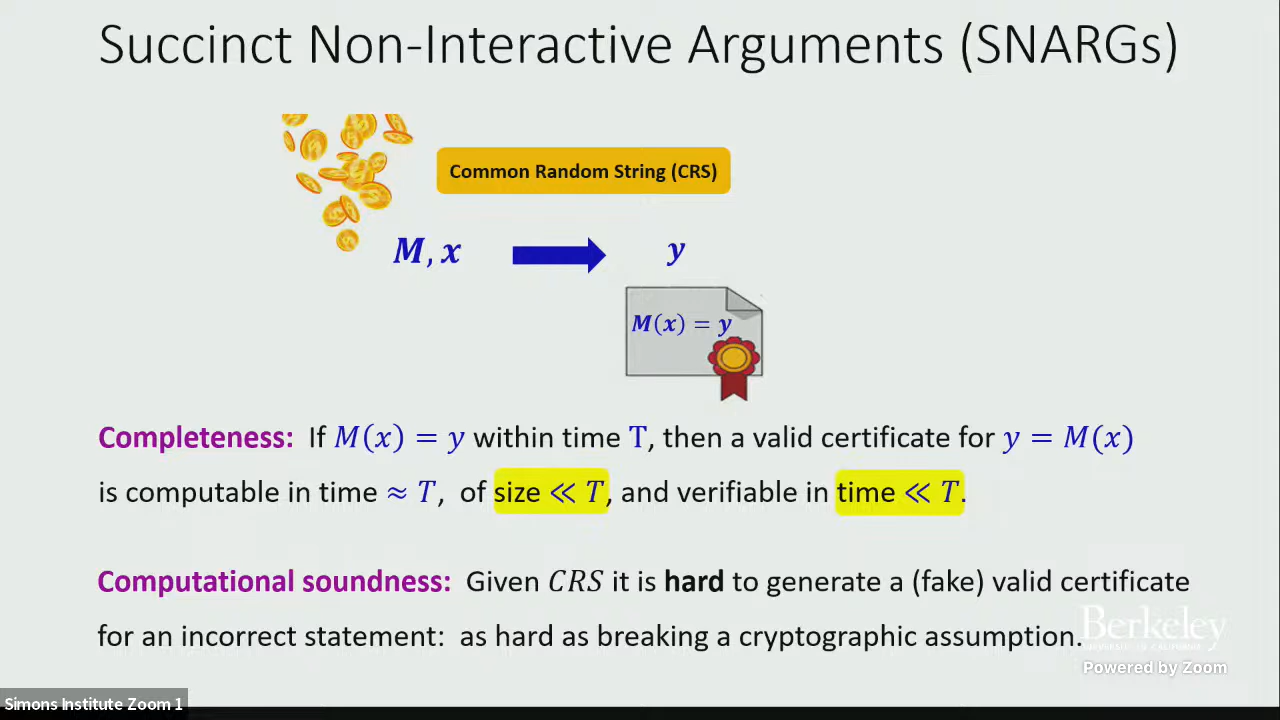 Succinct Non-Interactive Arguments (SNARGs)
Common Random String (CRS)
M, x
y
M(x) = y
Completeness: If M(x) = y within time T, then a valid certificate for y = M(x)
is computable in time ≈ T, of size ≪ T, and verifiable in time ≪ T.
Computational soundness: Given CRS it is hard to generate a (fake) valid certificate
for an incorrect statement: as hard as breaking a cryptographic assumption.
Berkeley
UNIVERSITY OF CALIFORNIA
Powered by Zoom
Simons Institute Zoom 1